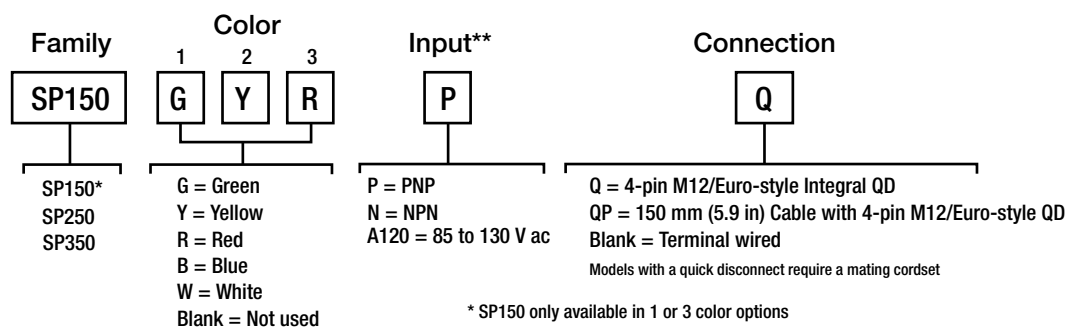 Family
Color
Input**
Connection
1 2 3
SP150 G Y R P Q
SP150*
SP250
SP350
G = Green
Y = Yellow
R = Red
B = Blue
W = White
Blank = Not used
P = PNP
N = NPN
A120 = 85 to 130 V ac
Q = 4-pin M12/Euro-style Integral QD
QP = 150 mm (5.9 in) Cable with 4-pin M12/Euro-style QD
Blank = Terminal wired
Models with a quick disconnect require a mating cordset
* SP150 only available in 1 or 3 color options